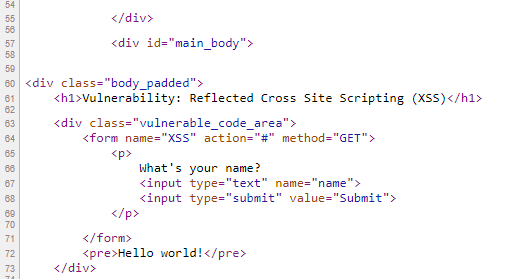 54
55 </div>
56
57 <div id="main_body">
58
59
60 <div class="body_padded">
61 <h1>Vulnerability: Reflected Cross Site Scripting (XSS)</h1>
62
63 <div class="vulnerable_code_area">
64 <form name="XSS" action="#" method="GET">
65 <p>
66 What's your name?
67 <input type="text" name="name">
68 <input type="submit" value="Submit">
69 </p>
70
71 </form>
72 <pre>Hello world!</pre>
73 </div>
74